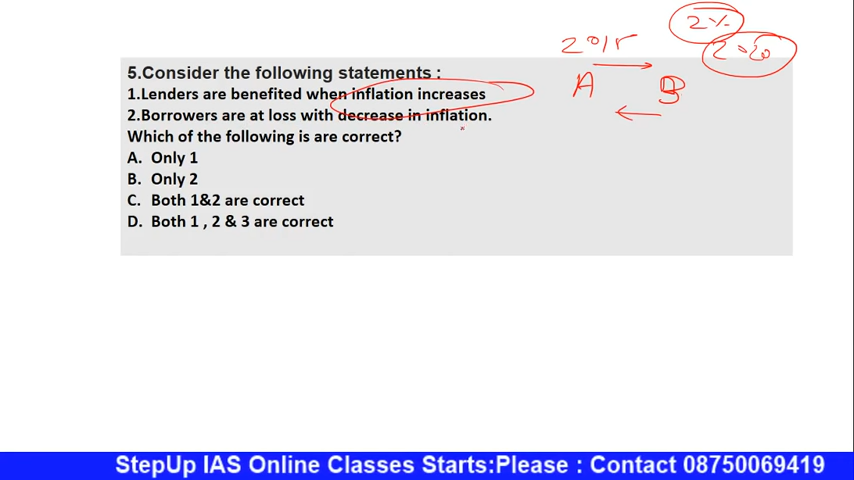 2%
2015
2020
A
B
5.Consider the following statements :
1.Lenders are benefited when inflation increases
2.Borrowers are at loss with decrease in inflation.
Which of the following is are correct?
A. Only 1
B. Only 2
C. Both 1&2 are correct
D. Both 1 , 2 & 3 are correct
StepUp IAS Online Classes Starts:Please : Contact 08750069419